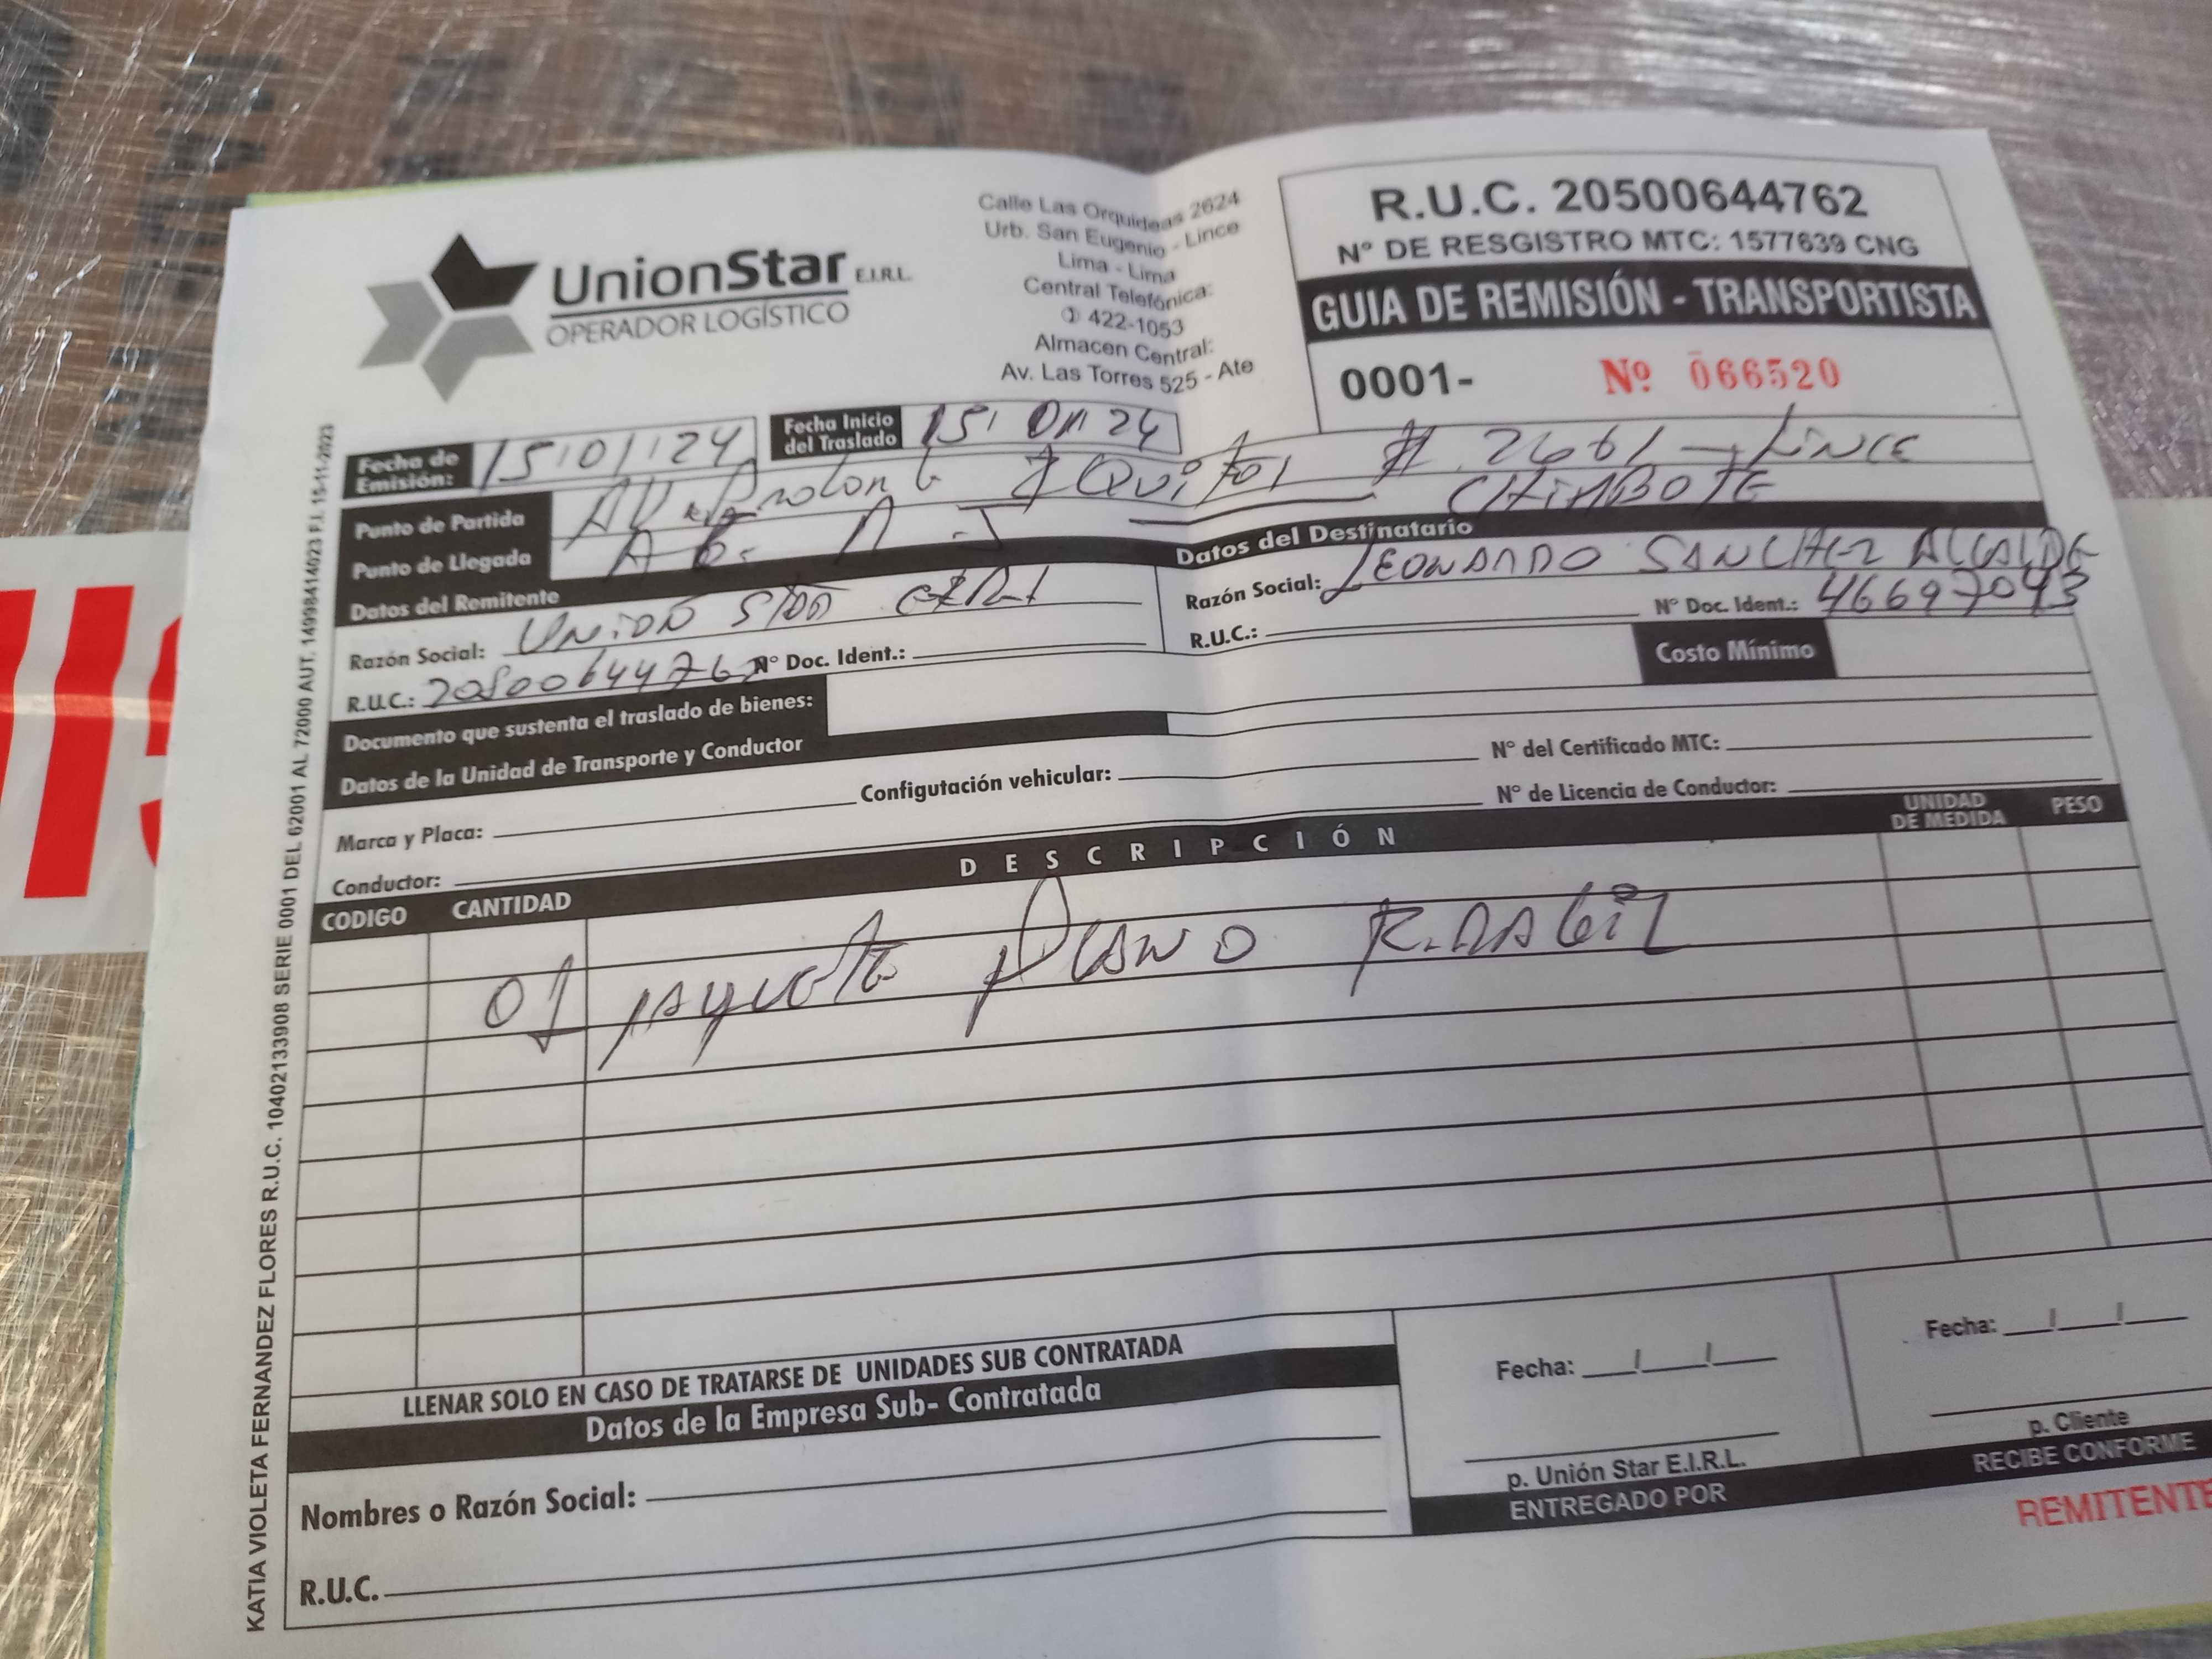 UnionStar E.I.R.L.
OPERADOR LOGÍSTICO
Calle Las Orquideas 2624
Urb. San Eugenio - Lince
Lima - Lima
Central Telefónica:
422-1053
Almacen Central:
Av. Las Torres 525 - Ate
R.U.C. 20500644762
Nº DE RESGISTRO MTC: 1577639 CNG
GUIA DE REMISIÓN - TRANSPORTISTA
0001- Nº 066520
Fecha de Emisión: 15/01/24 Fecha Inicio del Traslado 15/01/24
Punto de Partida AV # 2661 - LINCE
Punto de Llegada CHIMBOTE
Datos del Remitente Datos del Destinatario
Razón Social: UNION STAR EIRL Razón Social: LEONARDO SANCHEZ ALCALDE
R.U.C.: 20500644762 Nº Doc. Ident.: R.U.C.: Nº Doc. Ident.: 46697043
Documento que sustenta el traslado de bienes: Costo Mínimo
Datos de la Unidad de Transporte y Conductor
Marca y Placa: Configutación vehicular: Nº del Certificado MTC:
Conductor: Nº de Licencia de Conductor:
CODIGO CANTIDAD DESCRIPCIÓN UNIDAD DE MEDIDA PESO
01 paquete
LLENAR SOLO EN CASO DE TRATARSE DE UNIDADES SUB CONTRATADA
Datos de la Empresa Sub- Contratada
Nombres o Razón Social:
R.U.C.
Fecha: / /
p. Unión Star E.I.R.L.
ENTREGADO POR
Fecha: / /
p. Cliente
RECIBE CONFORME
REMITENTE
KATIA VIOLETA FERNANDEZ FLORES R.U.C. 10402133908 SERIE 0001 DEL 62001 AL 72000 AUT. 14998414023 F.I. 15-11-2023